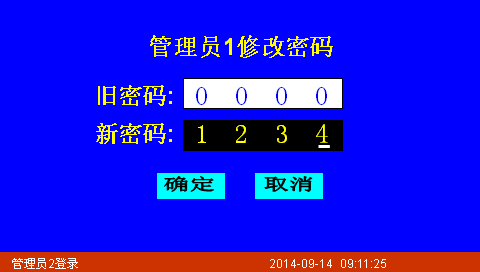 管理员1修改密码
旧密码: 0 0 0 0
新密码: 1 2 3 4
确定 取消
管理员2登录 2014-09-14 09:11:25